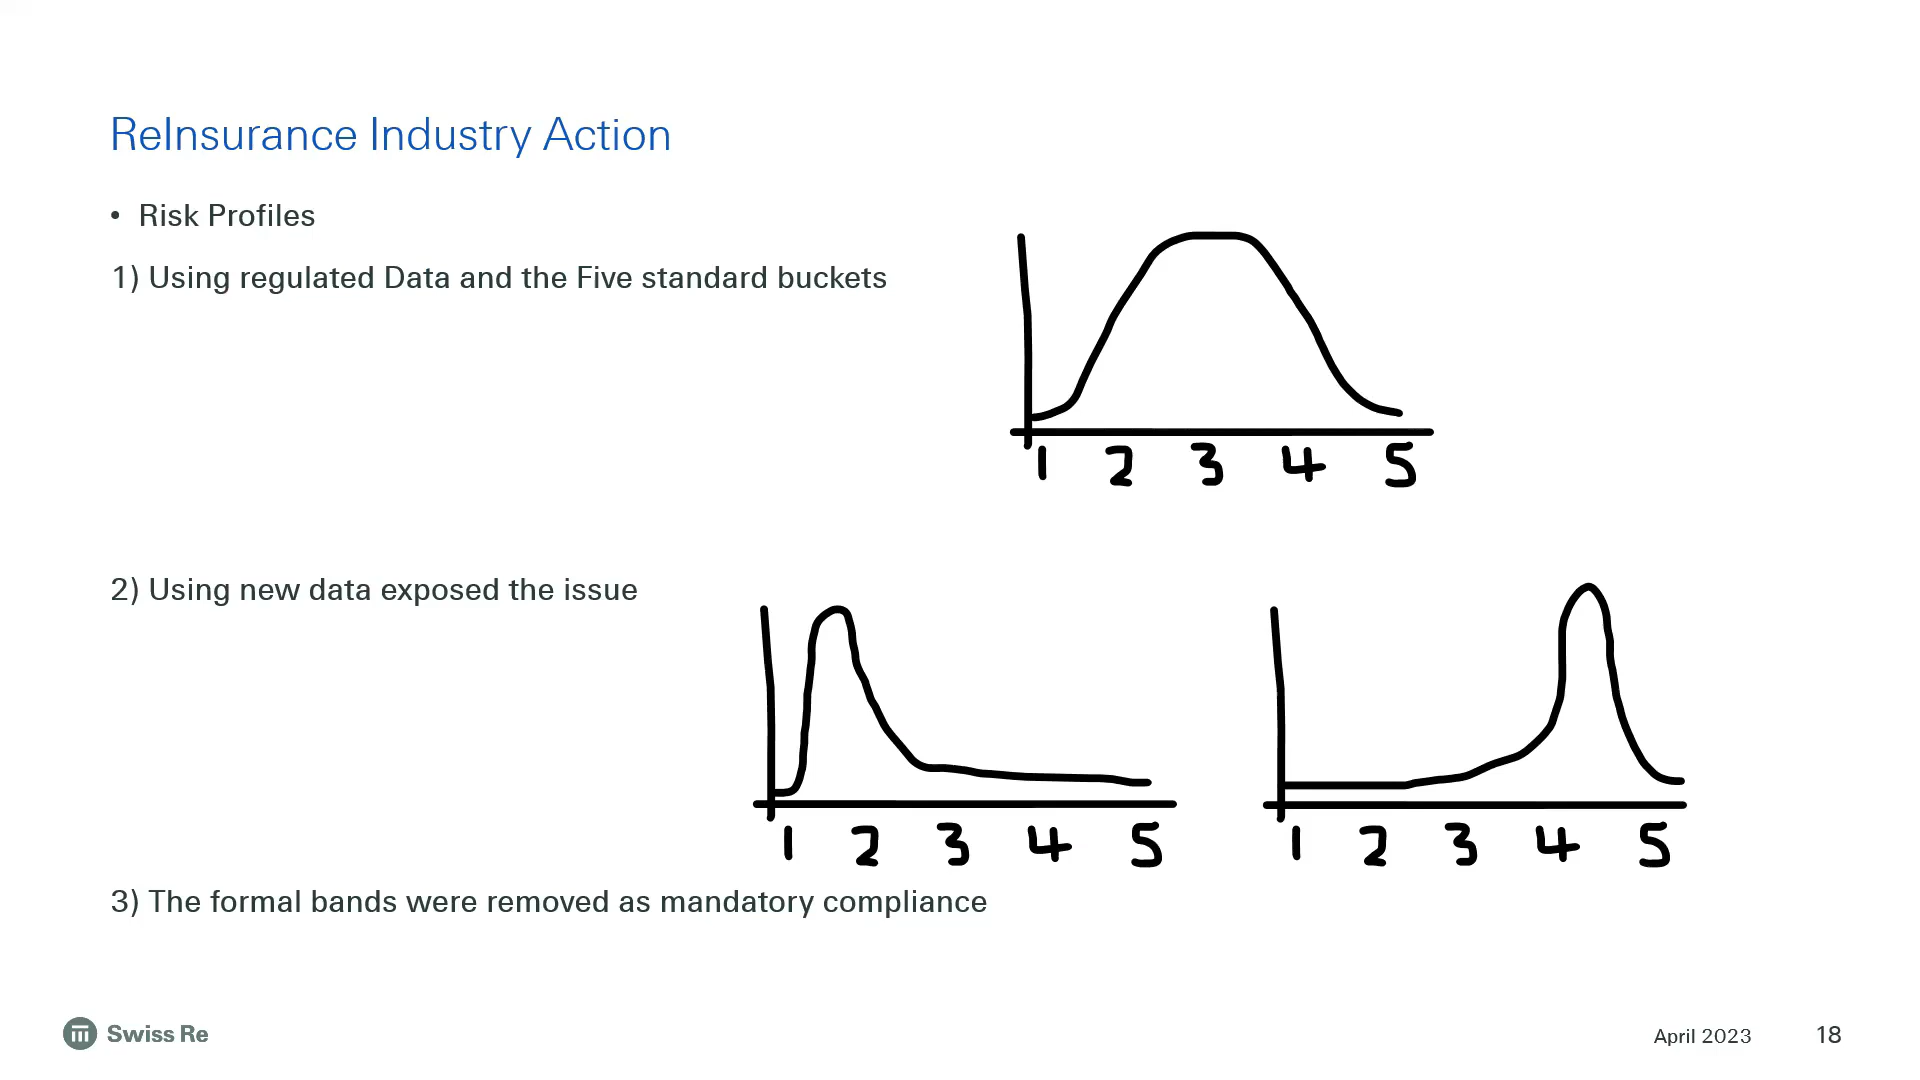 ReInsurance Industry Action
• Risk Profiles
1) Using regulated Data and the Five standard buckets
1 2 3 4 5
2) Using new data exposed the issue
1 2 3 4 5
1 2 3 4 5
3) The formal bands were removed as mandatory compliance
Swiss Re
April 2023
18